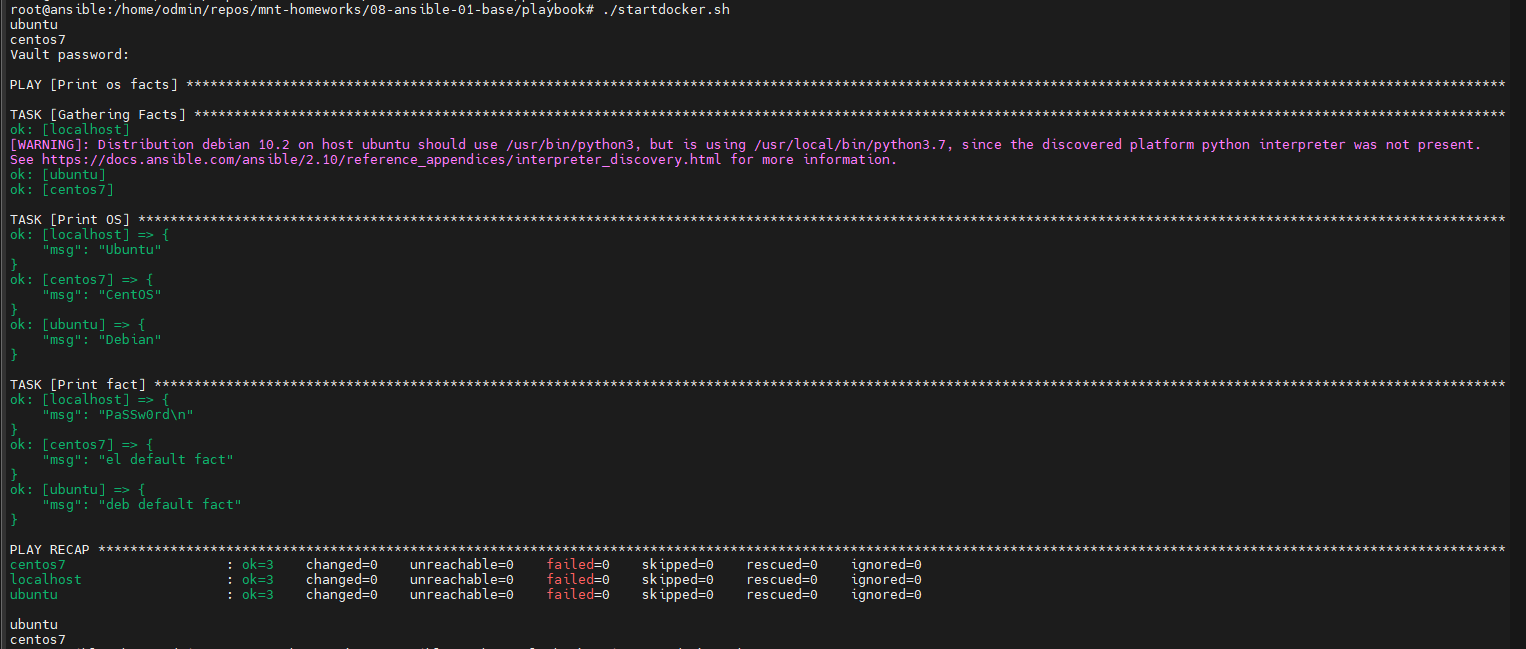 root@ansible:/home/odmin/repos/mnt-homeworks/08-ansible-01-base/playbook# ./startdocker.sh
ubuntu
centos7
Vault password:

PLAY [Print os facts] *********************************************************************************************************************************************************************

TASK [Gathering Facts] ********************************************************************************************************************************************************************
ok: [localhost]
[WARNING]: Distribution debian 10.2 on host ubuntu should use /usr/bin/python3, but is using /usr/local/bin/python3.7, since the discovered platform python interpreter was not present.
See https://docs.ansible.com/ansible/2.10/reference_appendices/interpreter_discovery.html for more information.
ok: [ubuntu]
ok: [centos7]

TASK [Print OS] ***************************************************************************************************************************************************************************
ok: [localhost] => {
    "msg": "Ubuntu"
}
ok: [centos7] => {
    "msg": "CentOS"
}
ok: [ubuntu] => {
    "msg": "Debian"
}

TASK [Print fact] *************************************************************************************************************************************************************************
ok: [localhost] => {
    "msg": "PaSSw0rd\n"
}
ok: [centos7] => {
    "msg": "el default fact"
}
ok: [ubuntu] => {
    "msg": "deb default fact"
}

PLAY RECAP ********************************************************************************************************************************************************************************
centos7                    : ok=3    changed=0    unreachable=0    failed=0    skipped=0    rescued=0    ignored=0
localhost                  : ok=3    changed=0    unreachable=0    failed=0    skipped=0    rescued=0    ignored=0
ubuntu                     : ok=3    changed=0    unreachable=0    failed=0    skipped=0    rescued=0    ignored=0

ubuntu
centos7